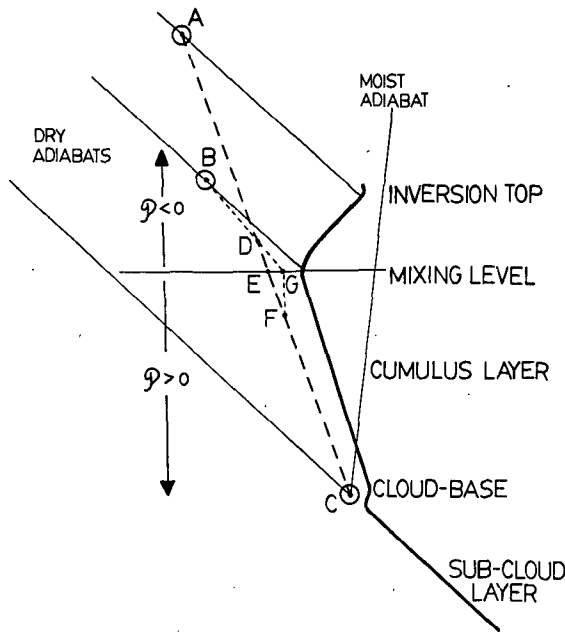 A
MOIST
ADIABAT
DRY
ADIABATS
B
𝒫<0
INVERSION TOP
D
E
G
MIXING LEVEL
F
𝒫>0
CUMULUS LAYER
C
CLOUD-BASE
SUB-CLOUD
LAYER